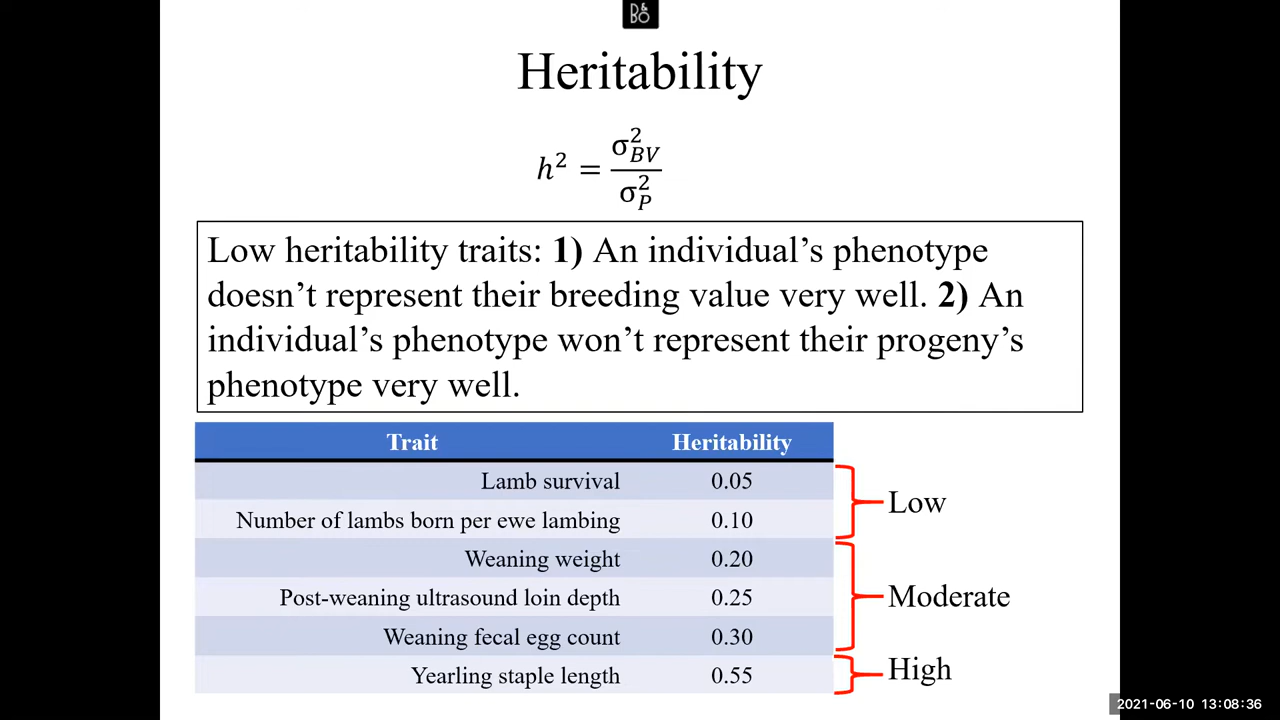 B&O
Heritability
h² = σ²_BV / σ²_P
Low heritability traits: 1) An individual’s phenotype
doesn’t represent their breeding value very well. 2) An
individual’s phenotype won’t represent their progeny’s
phenotype very well.
Trait Heritability
Lamb survival 0.05
Number of lambs born per ewe lambing 0.10
Low
Weaning weight 0.20
Post-weaning ultrasound loin depth 0.25
Moderate
Weaning fecal egg count 0.30
Yearling staple length 0.55
High
2021-06-10 13:08:36